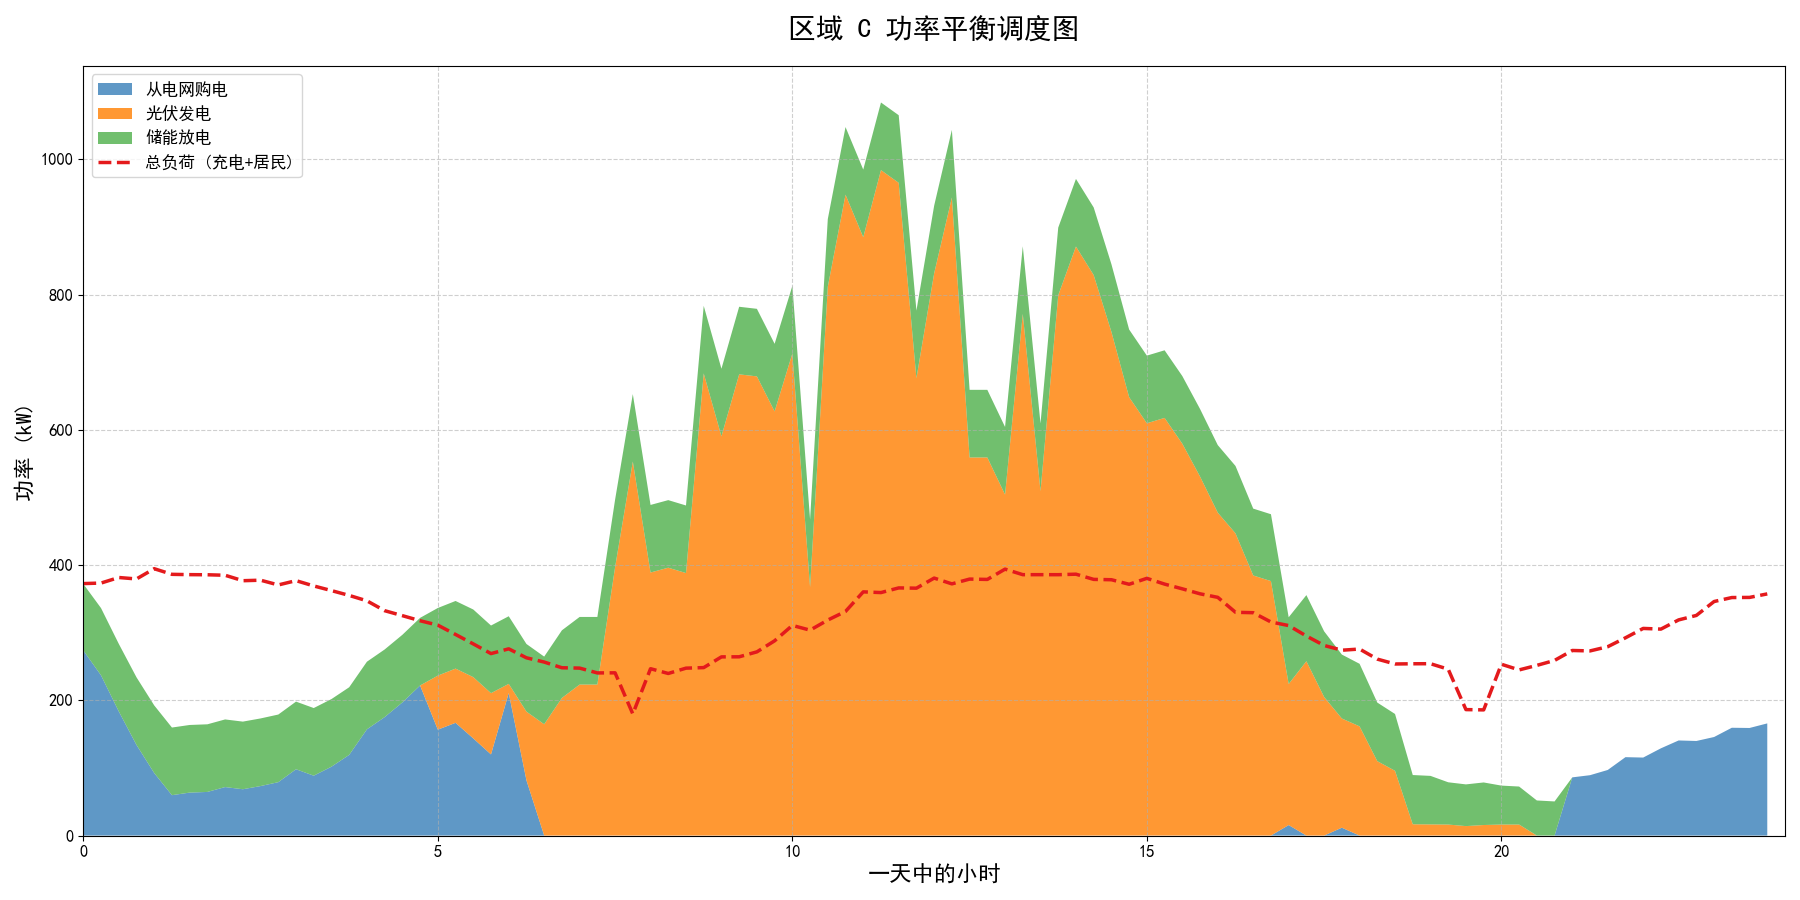 区域 C 功率平衡调度图
从电网购电
光伏发电
储能放电
总负荷 (充电+居民)
功率 (kW)
1000
800
600
400
200
0
0 5 10 15 20
一天中的小时